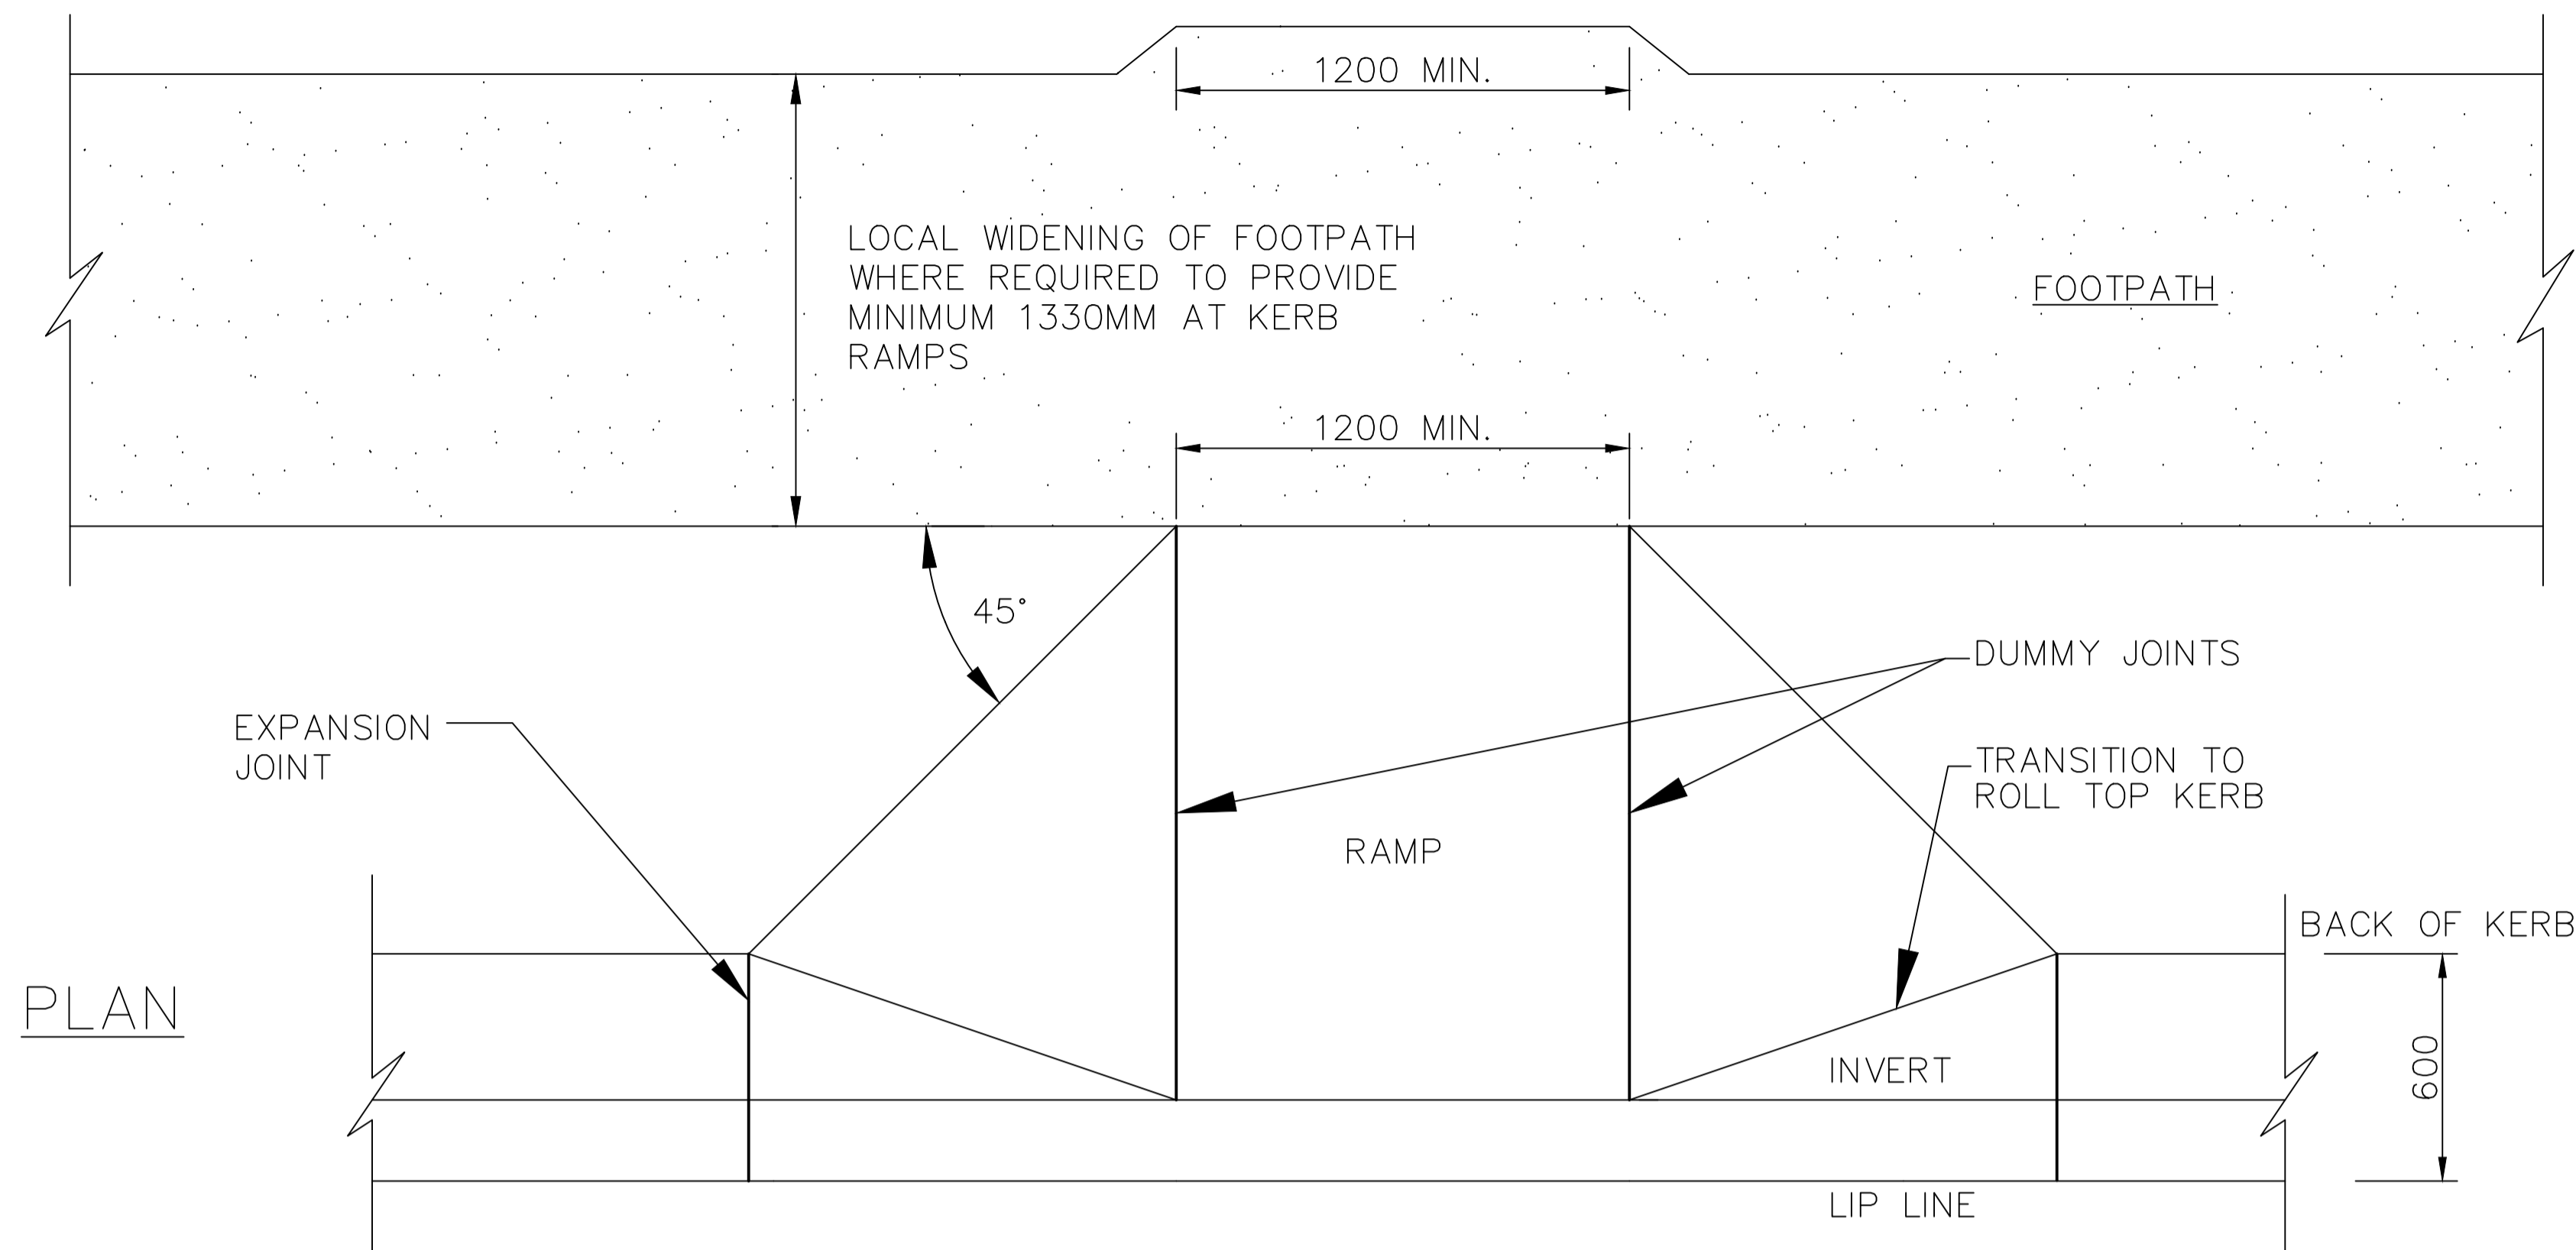 1200 MIN.
LOCAL WIDENING OF FOOTPATH
WHERE REQUIRED TO PROVIDE
MINIMUM 1330MM AT KERB
RAMPS
FOOTPATH
1200 MIN.
45°
DUMMY JOINTS
EXPANSION
JOINT
TRANSITION TO
ROLL TOP KERB
RAMP
BACK OF KERB
PLAN
INVERT
600
LIP LINE